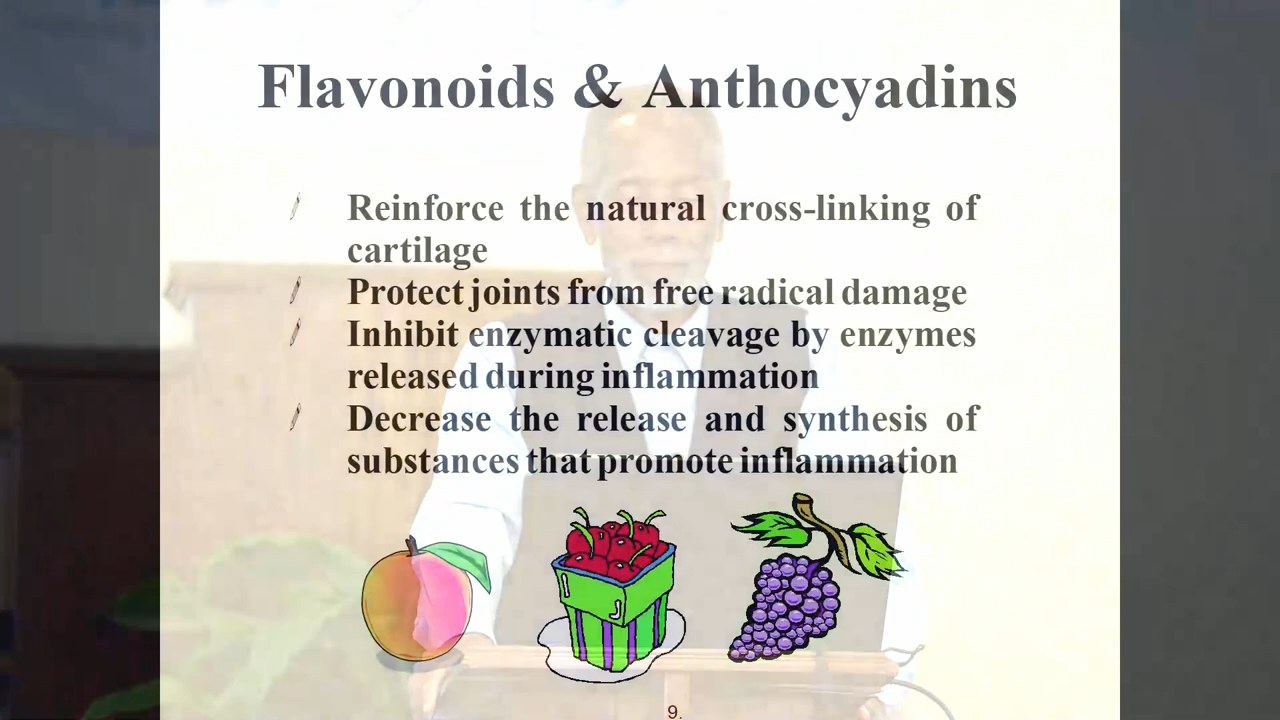 Flavonoids & Anthocyadins
Reinforce the natural cross-linking of
cartilage
Protect joints from free radical damage
Inhibit enzymatic cleavage by enzymes
released during inflammation
Decrease the release and synthesis of
substances that promote inflammation
9.